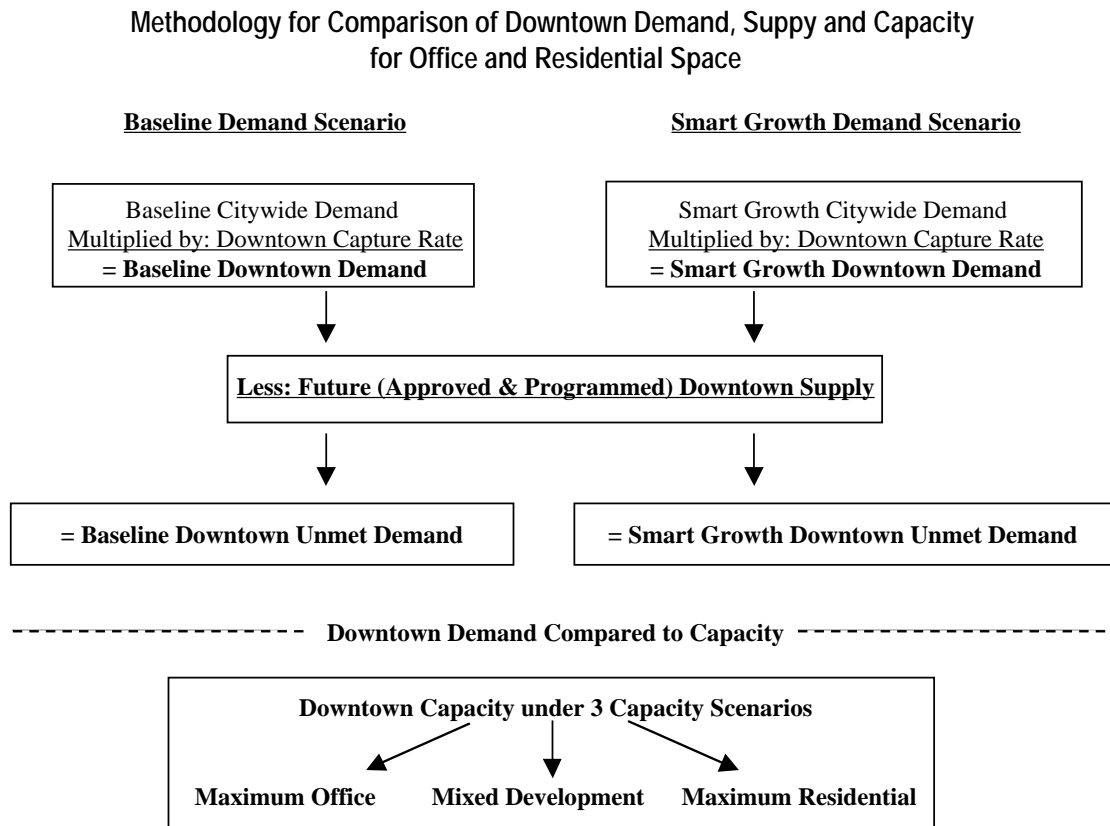 Methodology for Comparison of Downtown Demand, Suppy and Capacity
for Office and Residential Space
Baseline Demand Scenario
Smart Growth Demand Scenario
Baseline Citywide Demand
Multiplied by: Downtown Capture Rate
= Baseline Downtown Demand
Smart Growth Citywide Demand
Multiplied by: Downtown Capture Rate
= Smart Growth Downtown Demand
Less: Future (Approved & Programmed) Downtown Supply
= Baseline Downtown Unmet Demand
= Smart Growth Downtown Unmet Demand
Downtown Demand Compared to Capacity
Downtown Capacity under 3 Capacity Scenarios
Maximum Office
Mixed Development
Maximum Residential